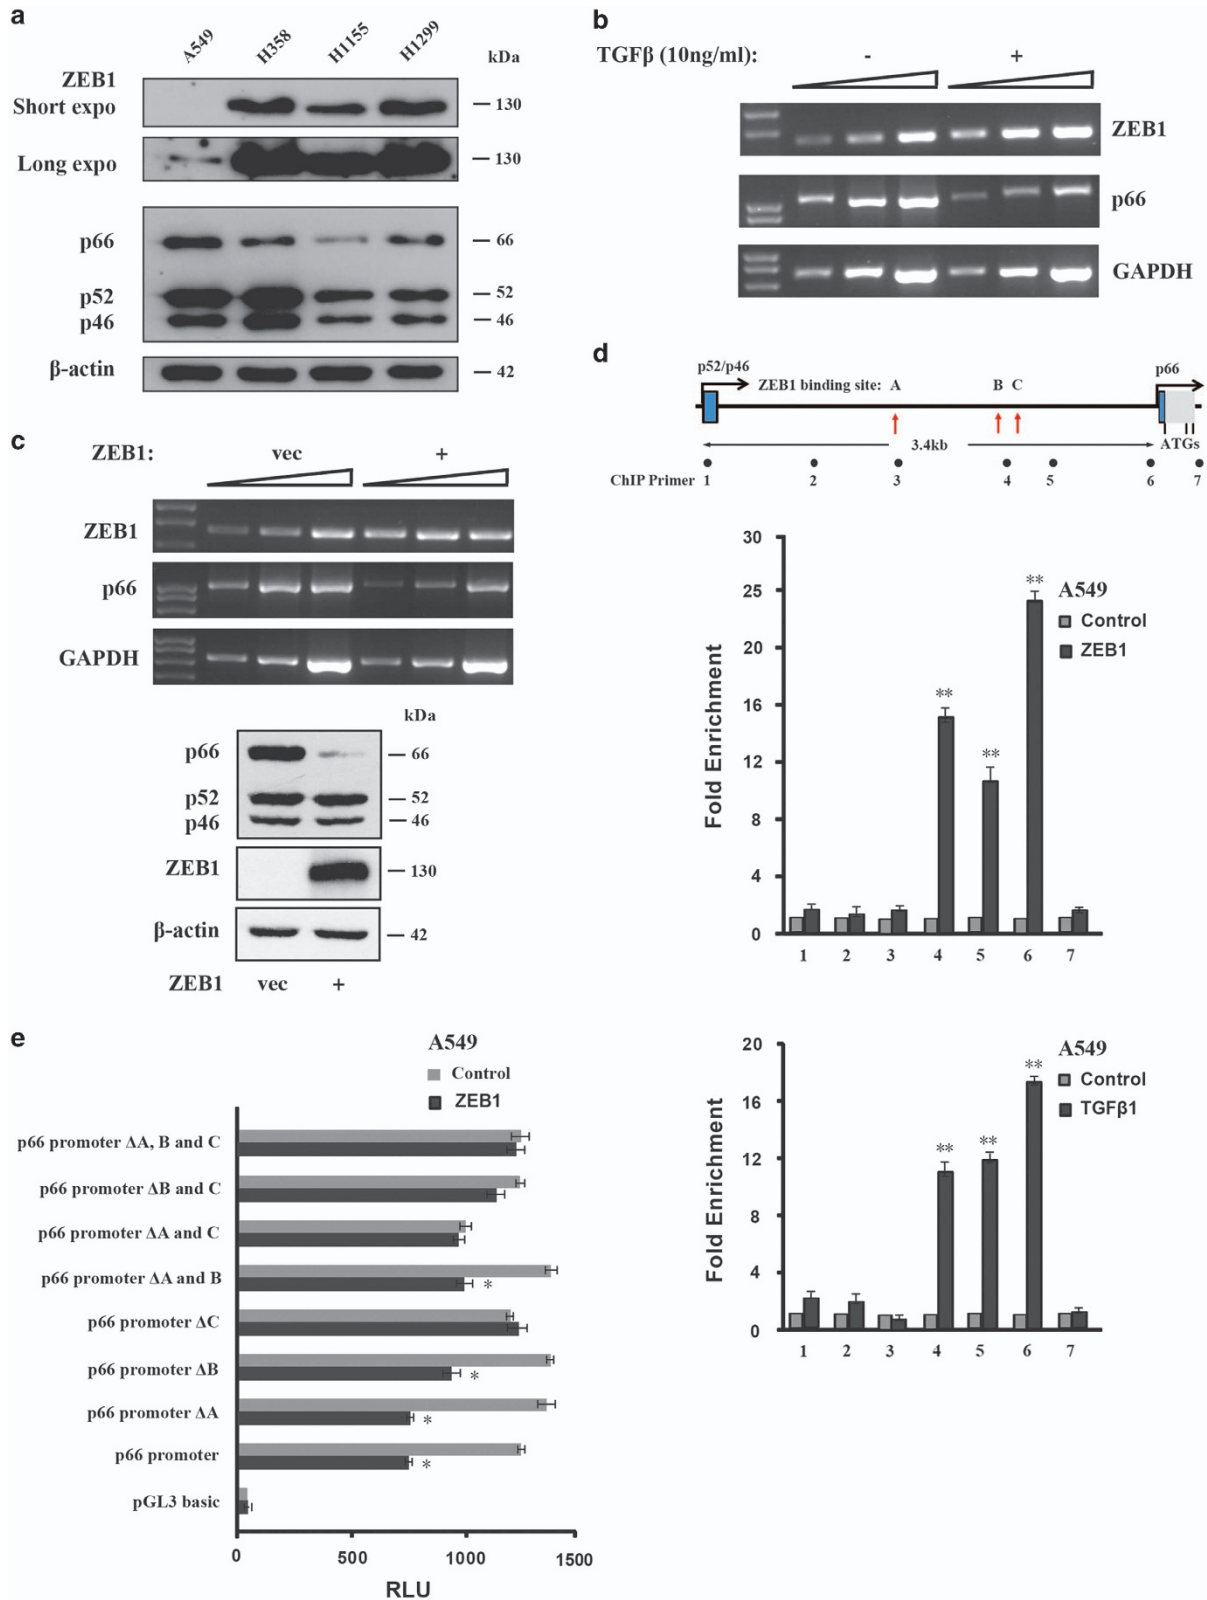 a
A549 H358 H1155 H1299
kDa
ZEB1
Short expo
130
Long expo
130
p66
66
p52
52
p46
46
β-actin
42
b
TGFβ (10ng/ml): - +
ZEB1
p66
GAPDH
c
ZEB1: vec +
ZEB1
p66
GAPDH
kDa
p66
66
p52
52
p46
46
ZEB1
130
β-actin
42
ZEB1 vec +
d
p52/p46
ZEB1 binding site: A B C
p66
3.4kb
ATGs
ChIP Primer 1 2 3 4 5 6 7
A549
Control
ZEB1
Fold Enrichment
30
25
20
16
12
8
4
0
** ** **
1 2 3 4 5 6 7
A549
Control
TGFβ1
Fold Enrichment
20
16
12
8
4
0
** ** **
1 2 3 4 5 6 7
e
A549
Control
ZEB1
p66 promoter ΔA, B and C
p66 promoter ΔB and C
p66 promoter ΔA and C
p66 promoter ΔA and B *
p66 promoter ΔC
p66 promoter ΔB *
p66 promoter ΔA *
p66 promoter *
pGL3 basic
0 500 1000 1500
RLU